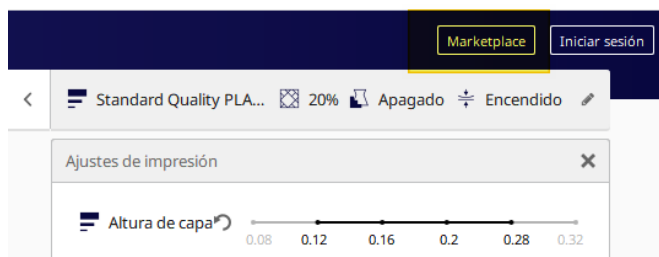 Marketplace Iniciar sesión
Standard Quality PLA... 20% Apagado Encendido
Ajustes de impresión
Altura de capa
0.08 0.12 0.16 0.2 0.28 0.32